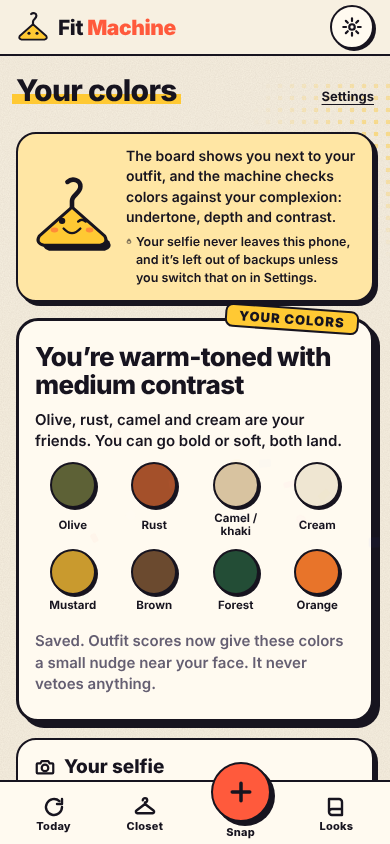 Fit Machine
Your colors
Settings
The board shows you next to your
outfit, and the machine checks
colors against your complexion:
undertone, depth and contrast.
Your selfie never leaves this phone,
and it’s left out of backups unless
you switch that on in Settings.
YOUR COLORS
You’re warm-toned with
medium contrast
Olive, rust, camel and cream are your
friends. You can go bold or soft, both land.
Olive
Rust
Camel /
khaki
Cream
Mustard
Brown
Forest
Orange
Saved. Outfit scores now give these colors
a small nudge near your face. It never
vetoes anything.
Your selfie
Today
Closet
Snap
Looks